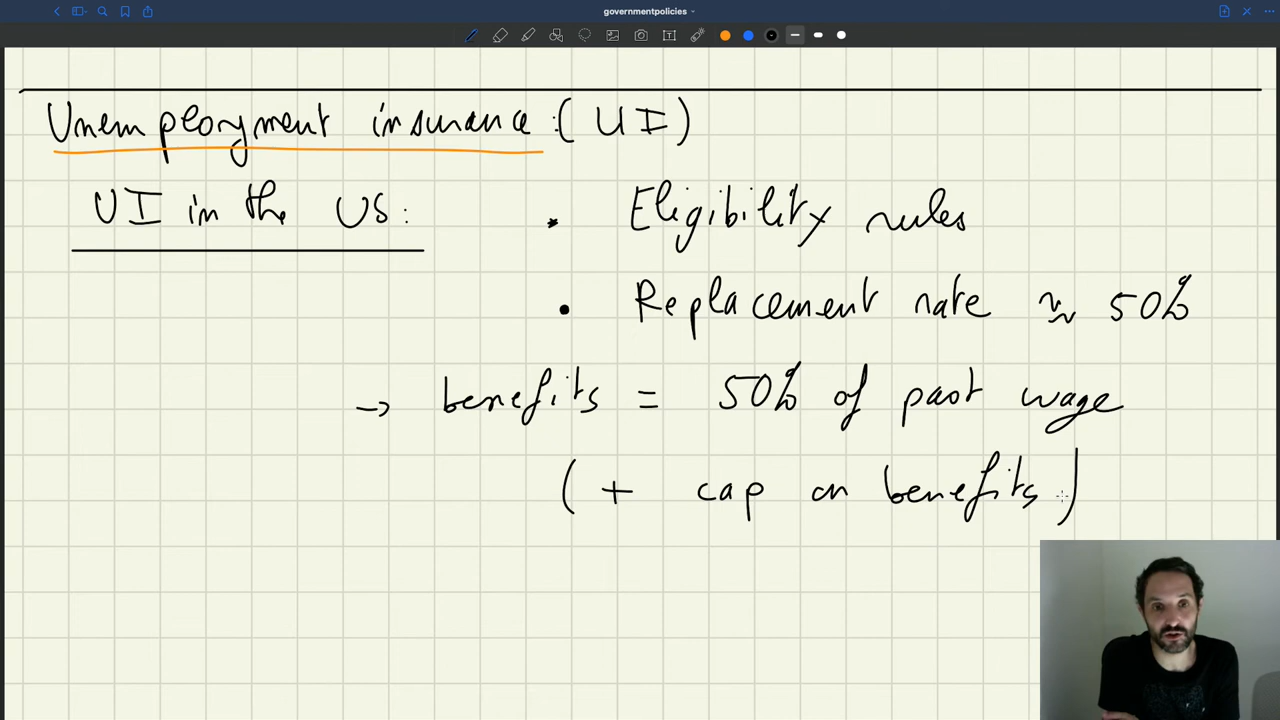 governmentpolicies
Unemployment insurance : (UI)
UI in the US:
• Eligibility rules
• Replacement rate ≈ 50%
→ benefits = 50% of past wage
( + cap on benefits )